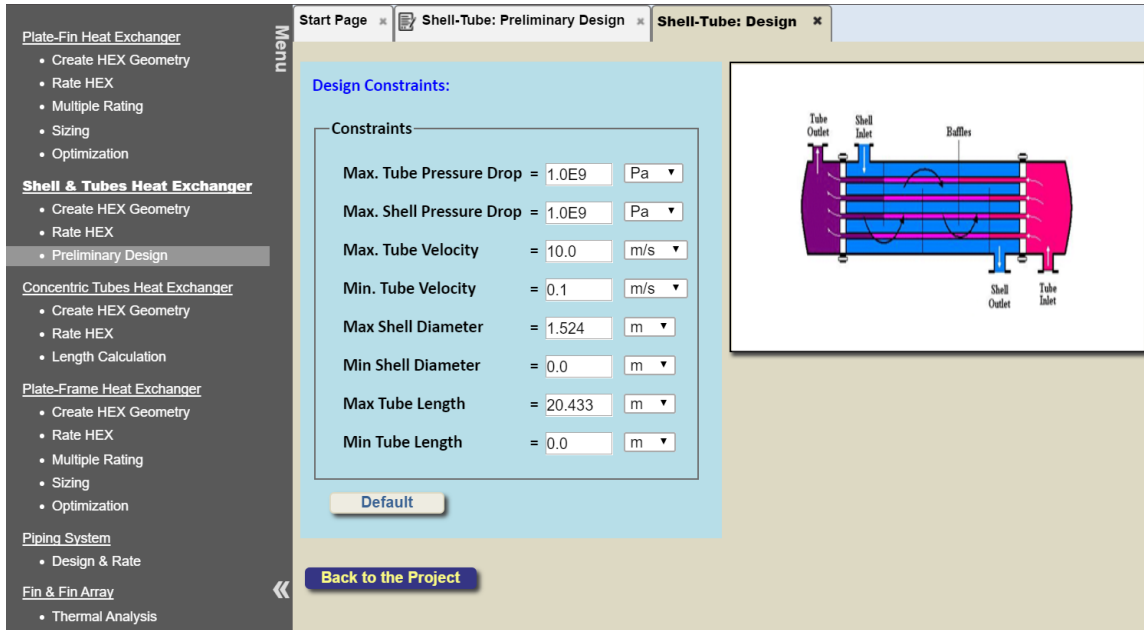 Plate-Fin Heat Exchanger
• Create HEX Geometry
• Rate HEX
• Multiple Rating
• Sizing
• Optimization
Shell & Tubes Heat Exchanger
• Create HEX Geometry
• Rate HEX
• Preliminary Design
Concentric Tubes Heat Exchanger
• Create HEX Geometry
• Rate HEX
• Length Calculation
Plate-Frame Heat Exchanger
• Create HEX Geometry
• Rate HEX
• Multiple Rating
• Sizing
• Optimization
Piping System
• Design & Rate
Fin & Fin Array
• Thermal Analysis
Menu
«
Start Page × Shell-Tube: Preliminary Design × Shell-Tube: Design ×
Design Constraints:
Constraints
Max. Tube Pressure Drop = 1.0E9 Pa ▼
Max. Shell Pressure Drop = 1.0E9 Pa ▼
Max. Tube Velocity = 10.0 m/s ▼
Min. Tube Velocity = 0.1 m/s ▼
Max Shell Diameter = 1.524 m ▼
Min Shell Diameter = 0.0 m ▼
Max Tube Length = 20.433 m ▼
Min Tube Length = 0.0 m ▼
Default
Back to the Project
Tube
Outlet
Shell
Inlet
Baffles
Shell
Outlet
Tube
Inlet